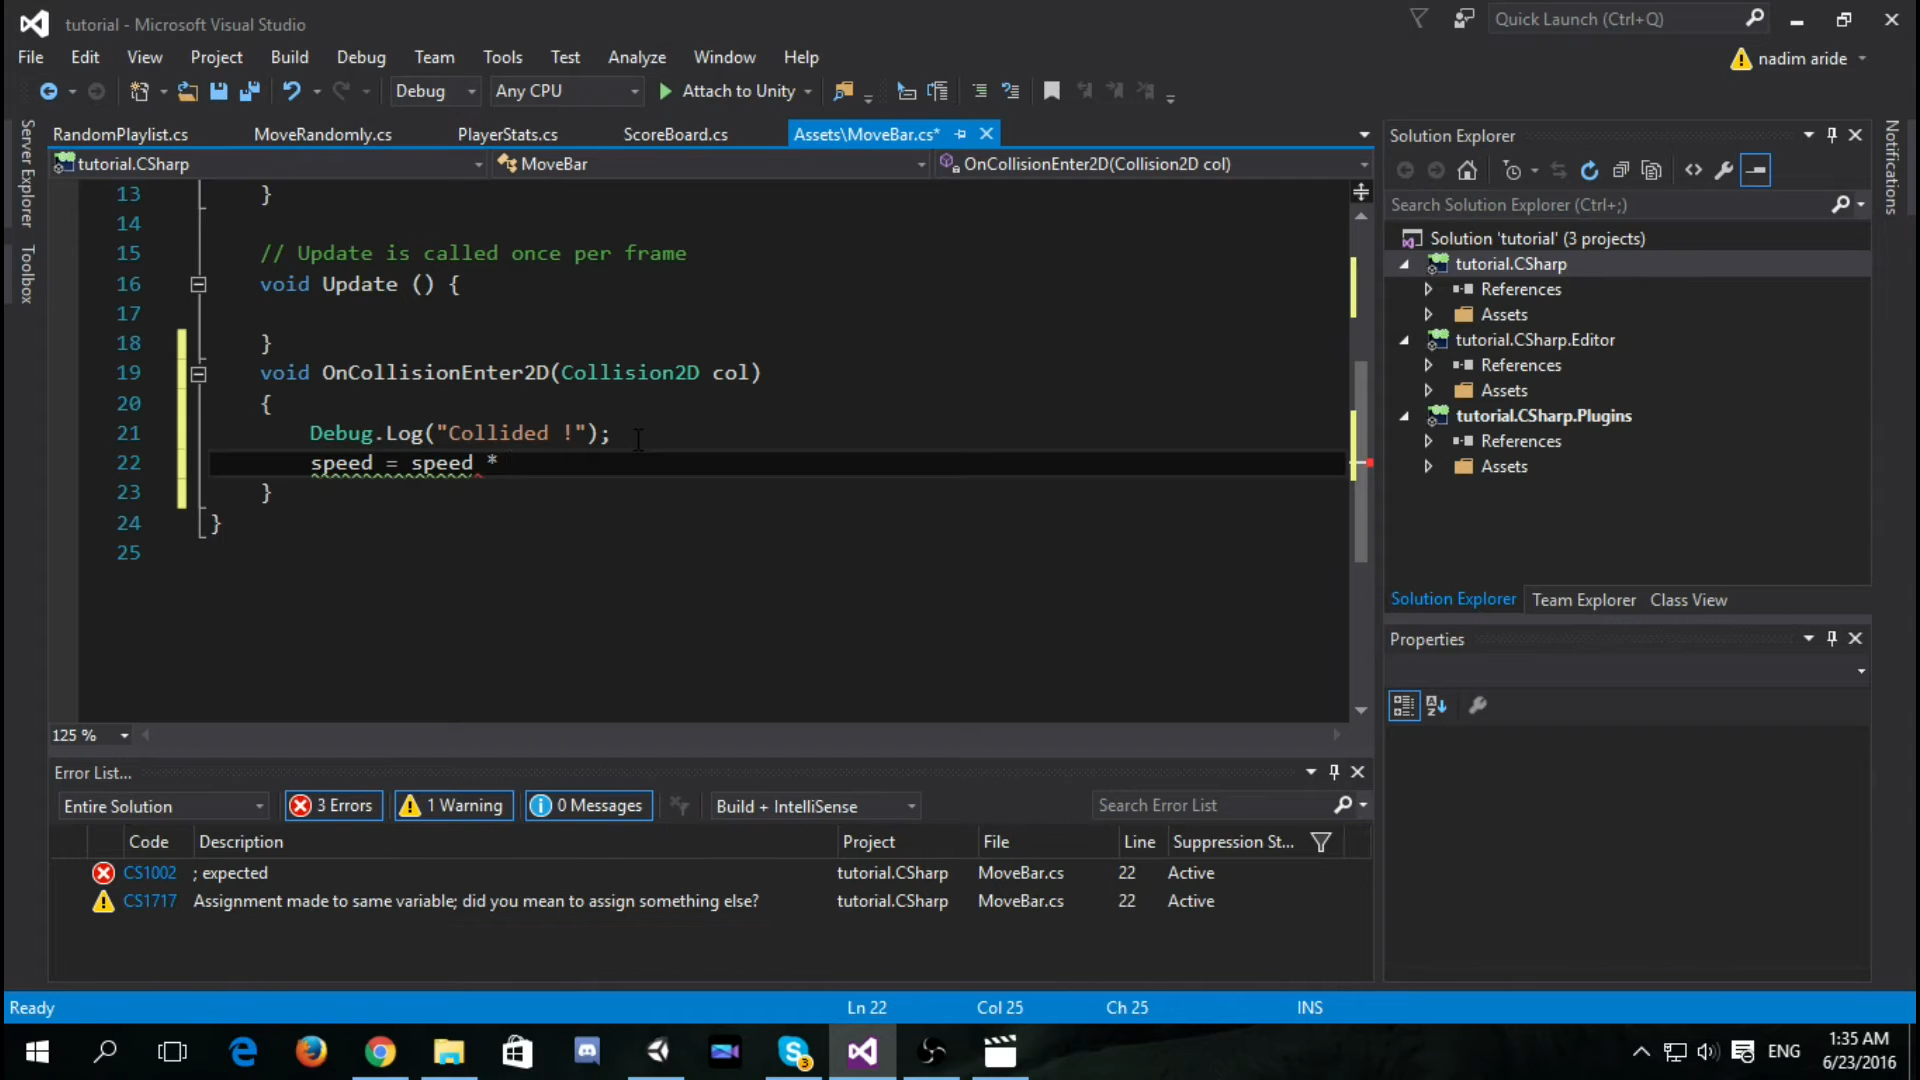 tutorial - Microsoft Visual Studio
Quick Launch (Ctrl+Q)
File Edit View Project Build Debug Team Tools Test Analyze Window Help
nadim aride
Debug Any CPU Attach to Unity
RandomPlaylist.cs MoveRandomly.cs PlayerStats.cs ScoreBoard.cs Assets\MoveBar.cs*
tutorial.CSharp MoveBar OnCollisionEnter2D(Collision2D col)
Server Explorer
Toolbox
13 }
14
15 // Update is called once per frame
16 void Update () {
17
18 }
19 void OnCollisionEnter2D(Collision2D col)
20 {
21 Debug.Log("Collided !");
22 speed = speed *
23 }
24 }
25
125 %
Solution Explorer
Search Solution Explorer (Ctrl+;)
Solution 'tutorial' (3 projects)
tutorial.CSharp
References
Assets
tutorial.CSharp.Editor
References
Assets
tutorial.CSharp.Plugins
References
Assets
Solution Explorer Team Explorer Class View
Properties
Notifications
Error List...
Entire Solution 3 Errors 1 Warning 0 Messages Build + IntelliSense Search Error List
Code Description Project File Line Suppression St...
CS1002 ; expected tutorial.CSharp MoveBar.cs 22 Active
CS1717 Assignment made to same variable; did you mean to assign something else? tutorial.CSharp MoveBar.cs 22 Active
Ready Ln 22 Col 25 Ch 25 INS
3
ENG
1:35 AM
6/23/2016